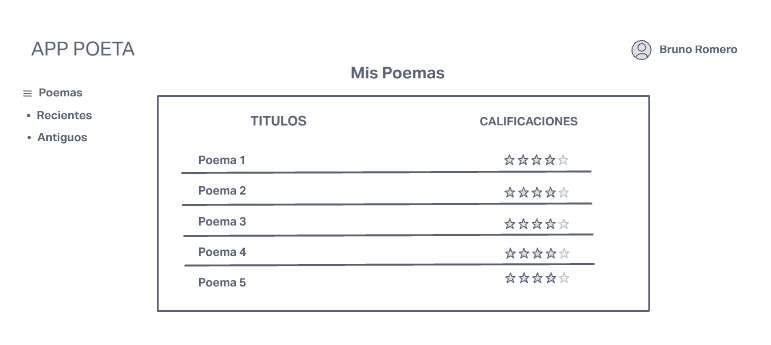 APP POETA
Bruno Romero
Mis Poemas
Poemas
• Recientes
• Antiguos
TITULOS CALIFICACIONES
Poema 1
Poema 2
Poema 3
Poema 4
Poema 5